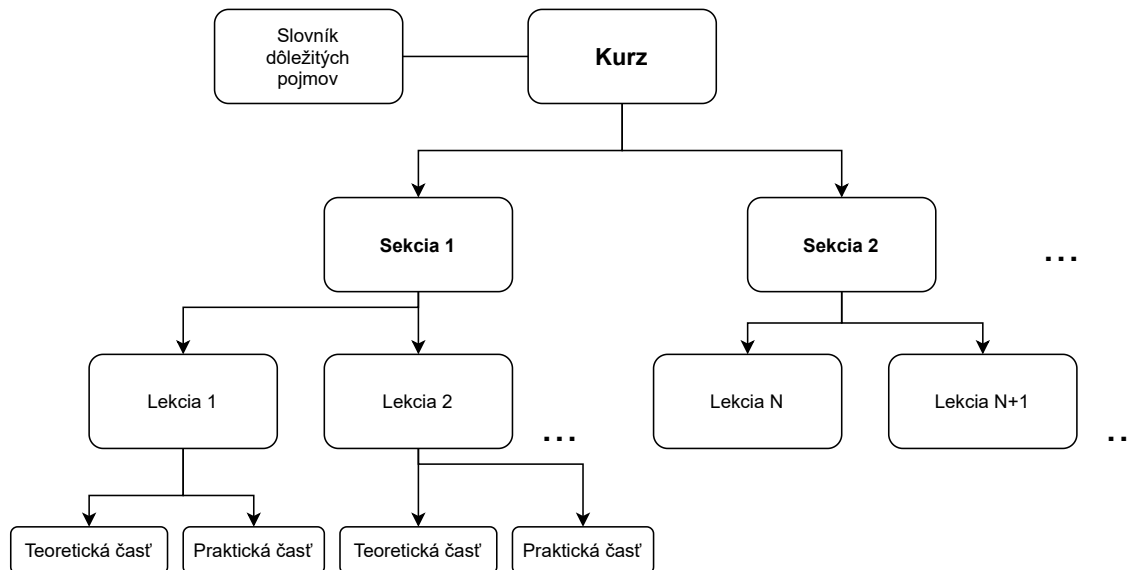 Slovník
dôležitých
pojmov
Kurz
Sekcia 1
Sekcia 2
...
Lekcia 1
Lekcia 2
...
Lekcia N
Lekcia N+1
..
Teoretická časť
Praktická časť
Teoretická časť
Praktická časť